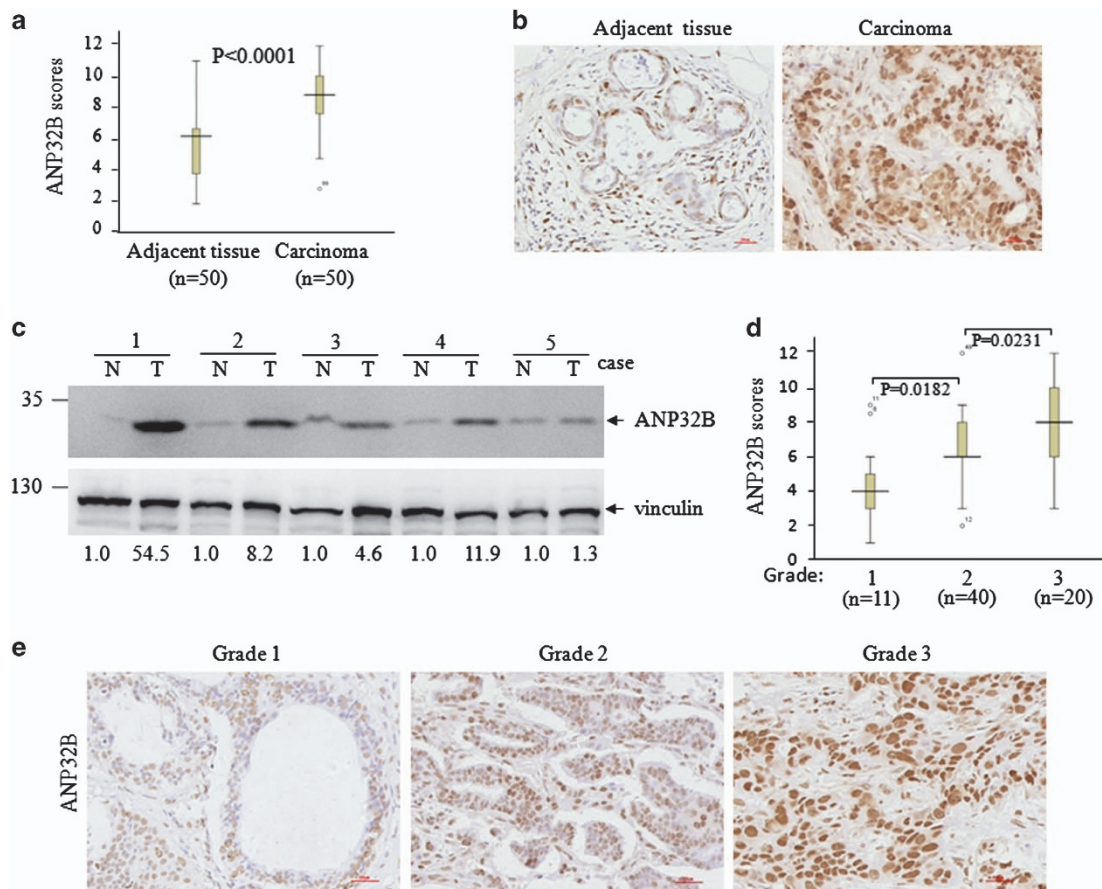 a
12
10
8
6
4
2
0
ANP32B scores
P<0.0001
Adjacent tissue Carcinoma
(n=50) (n=50)
b
Adjacent tissue Carcinoma
c
1 2 3 4 5
N T N T N T N T N T case
35
ANP32B
130
vinculin
1.0 54.5 1.0 8.2 1.0 4.6 1.0 11.9 1.0 1.3
d
P=0.0231
P=0.0182
12
10
8
6
4
2
0
ANP32B scores
11
9
12
Grade: 1 2 3
(n=11) (n=40) (n=20)
e
Grade 1 Grade 2 Grade 3
ANP32B